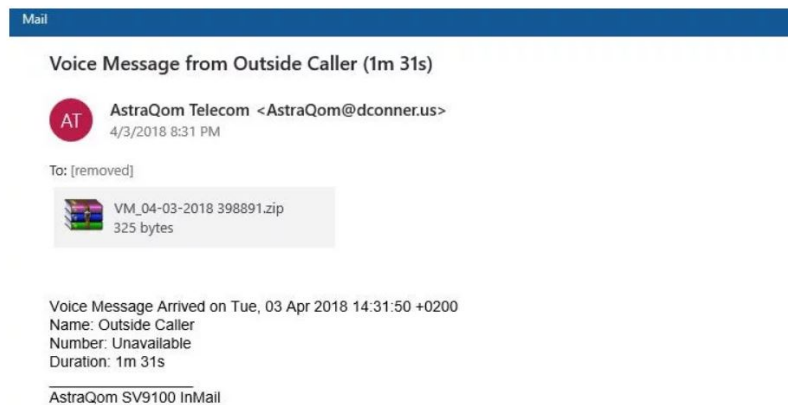 Mail
Voice Message from Outside Caller (1m 31s)
AT
AstraQom Telecom <AstraQom@dconner.us>
4/3/2018 8:31 PM
To: [removed]
VM_04-03-2018 398891.zip
325 bytes
Voice Message Arrived on Tue, 03 Apr 2018 14:31:50 +0200
Name: Outside Caller
Number: Unavailable
Duration: 1m 31s
AstraQom SV9100 InMail